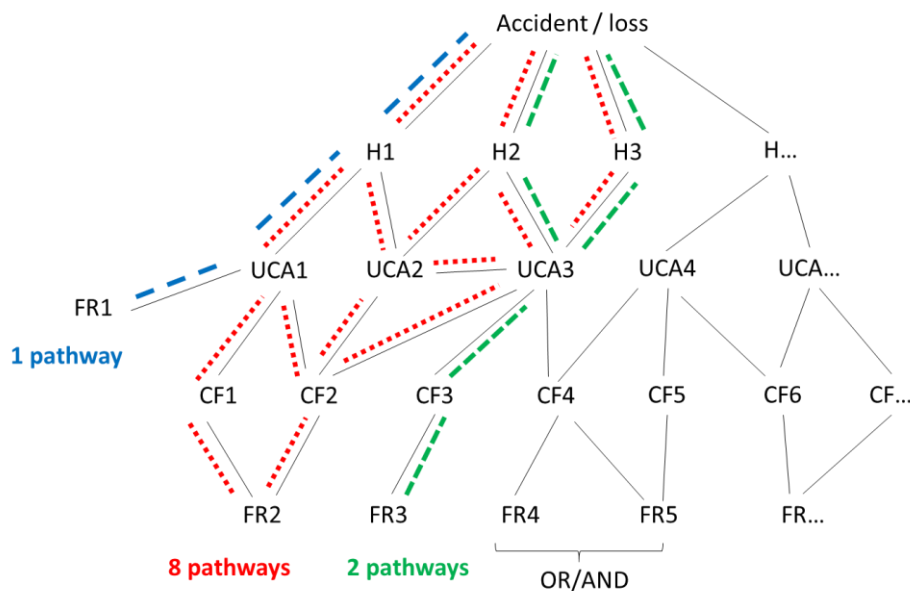 Accident / loss
H1 H2 H3 H...
UCA1 UCA2 UCA3 UCA4 UCA...
FR1
1 pathway
CF1 CF2 CF3 CF4 CF5 CF6 CF...
FR2 FR3 FR4 FR5 FR...
8 pathways 2 pathways
OR/AND